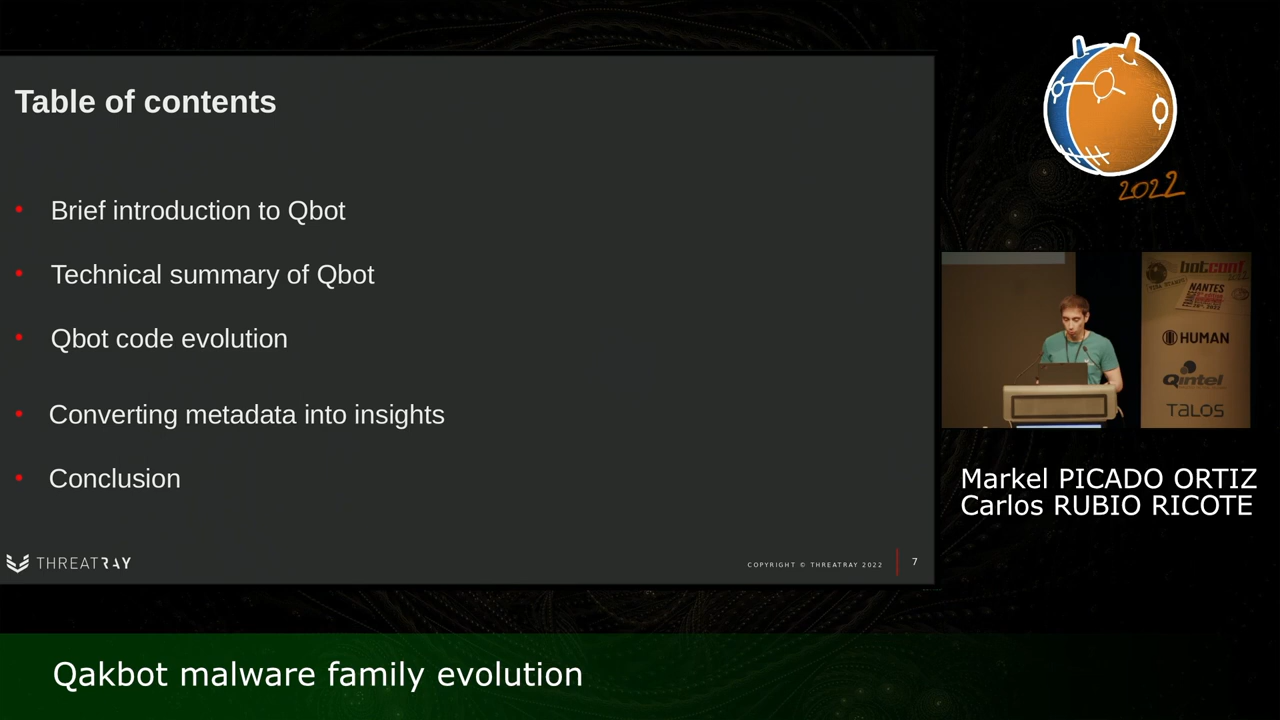 Table of contents
• Brief introduction to Qbot
• Technical summary of Qbot
• Qbot code evolution
• Converting metadata into insights
• Conclusion
THREATRAY
COPYRIGHT © THREATRAY 2022
7
2022
botconf
NANTES
HUMAN
Qintel
TALOS
Markel PICADO ORTIZ
Carlos RUBIO RICOTE
Qakbot malware family evolution